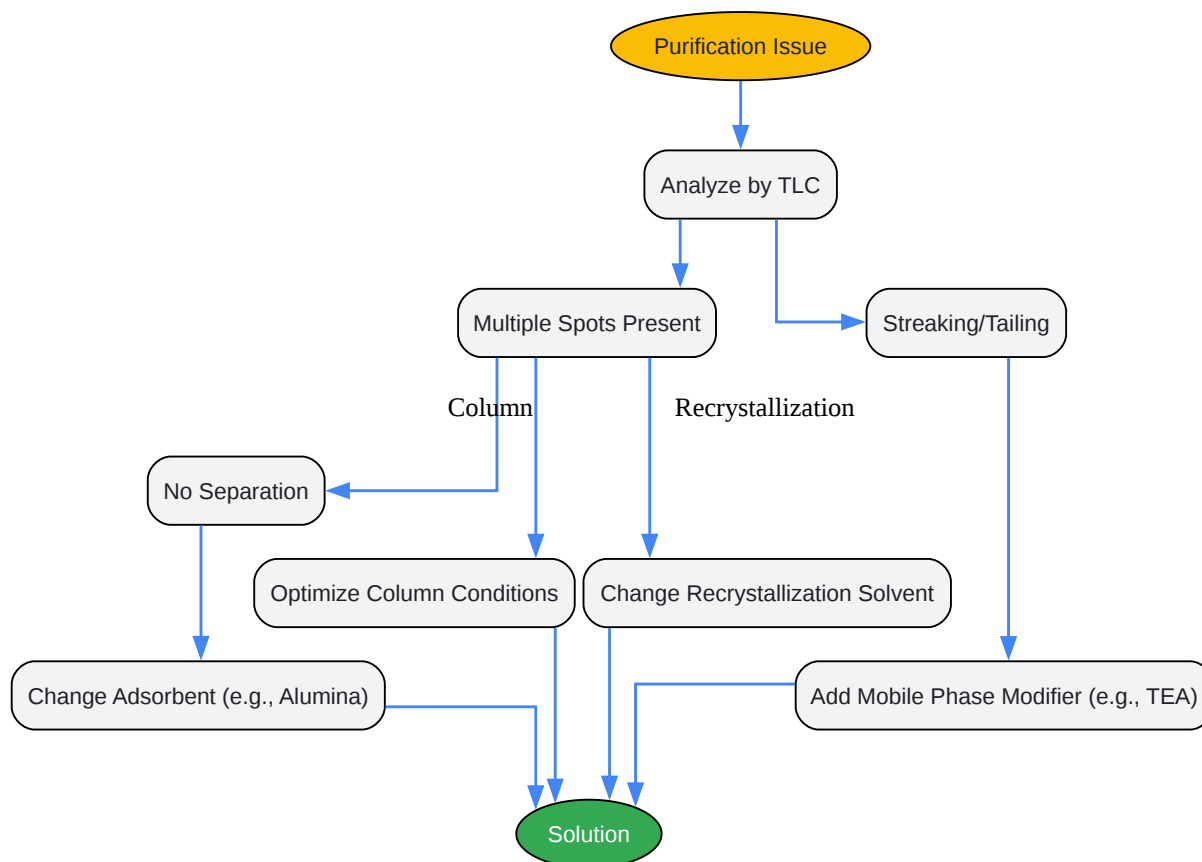 Purification Issue
Analyze by TLC
Multiple Spots Present
Streaking/Tailing
Column
Recrystallization
No Separation
Optimize Column Conditions
Change Recrystallization Solvent
Change Adsorbent (e.g., Alumina)
Add Mobile Phase Modifier (e.g., TEA)
Solution